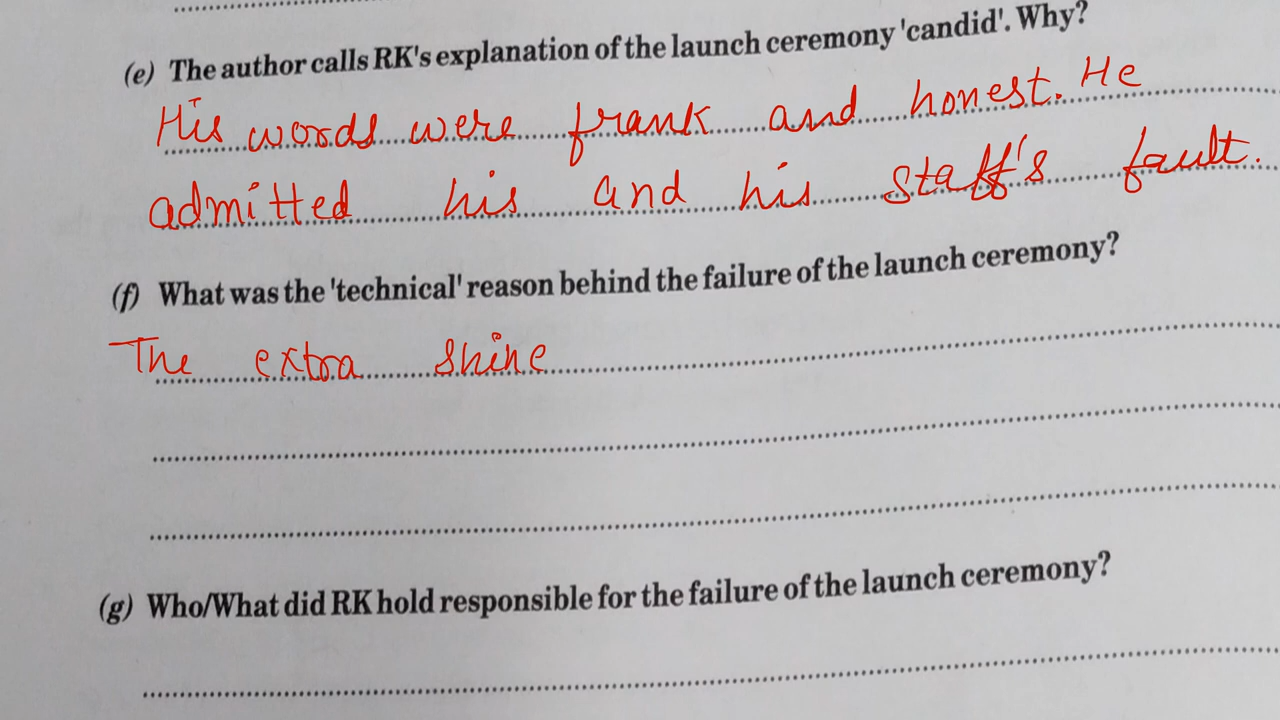 (e) The author calls RK's explanation of the launch ceremony 'candid'. Why?
His words were frank and honest. He
admitted his and his staff's fault.
(f) What was the 'technical' reason behind the failure of the launch ceremony?
The extra shine
(g) Who/What did RK hold responsible for the failure of the launch ceremony?